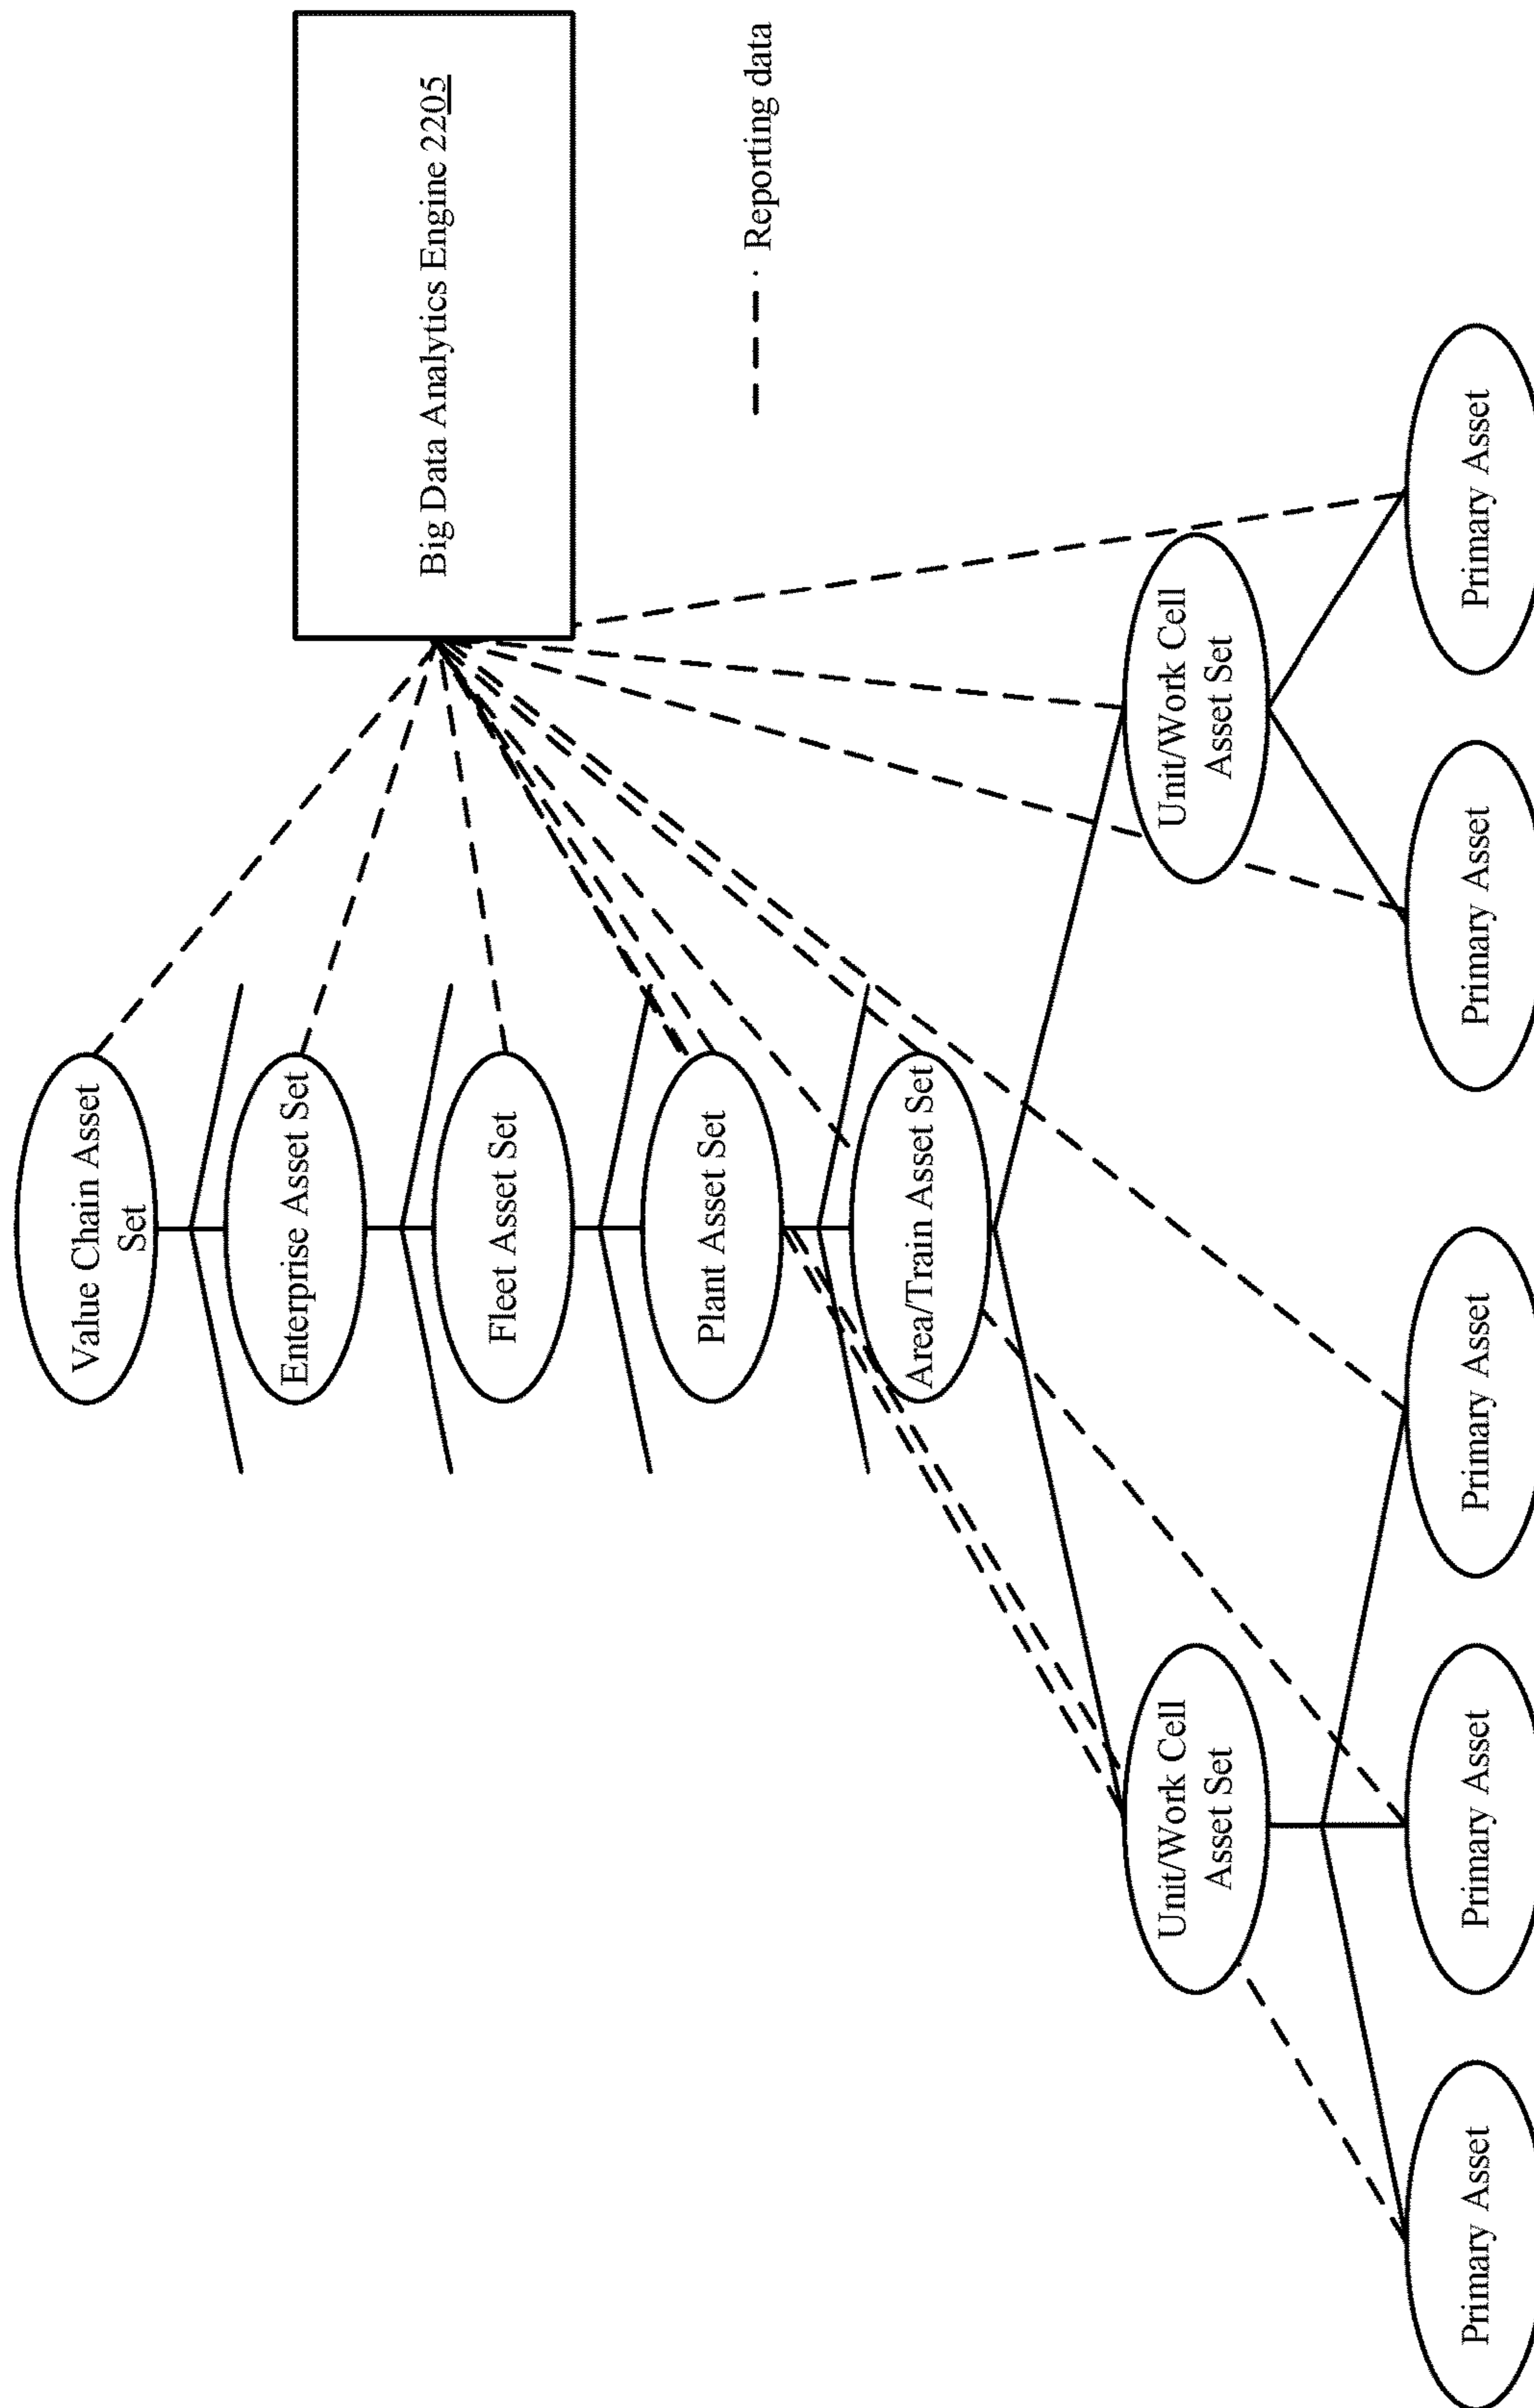 Value Chain Asset
Set
Enterprise Asset Set
Big Data Analytics Engine 2205
Fleet Asset Set
Plant Asset Set
Reporting data
Area/Train Asset Set
Unit/Work Cell
Asset Set
Unit/Work Cell
Asset Set
Primary Asset
Primary Asset
Primary Asset
Primary Asset
Primary Asset